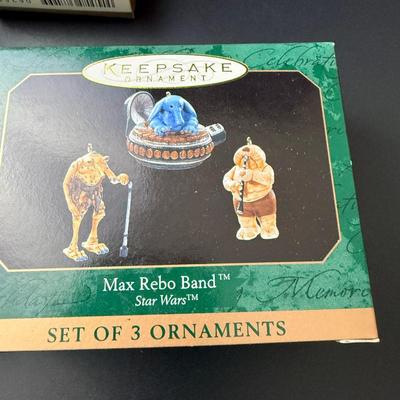 KEEPSAKE
ORNAMENT
Max Rebo Band™
Star Wars™
SET OF 3 ORNAMENTS